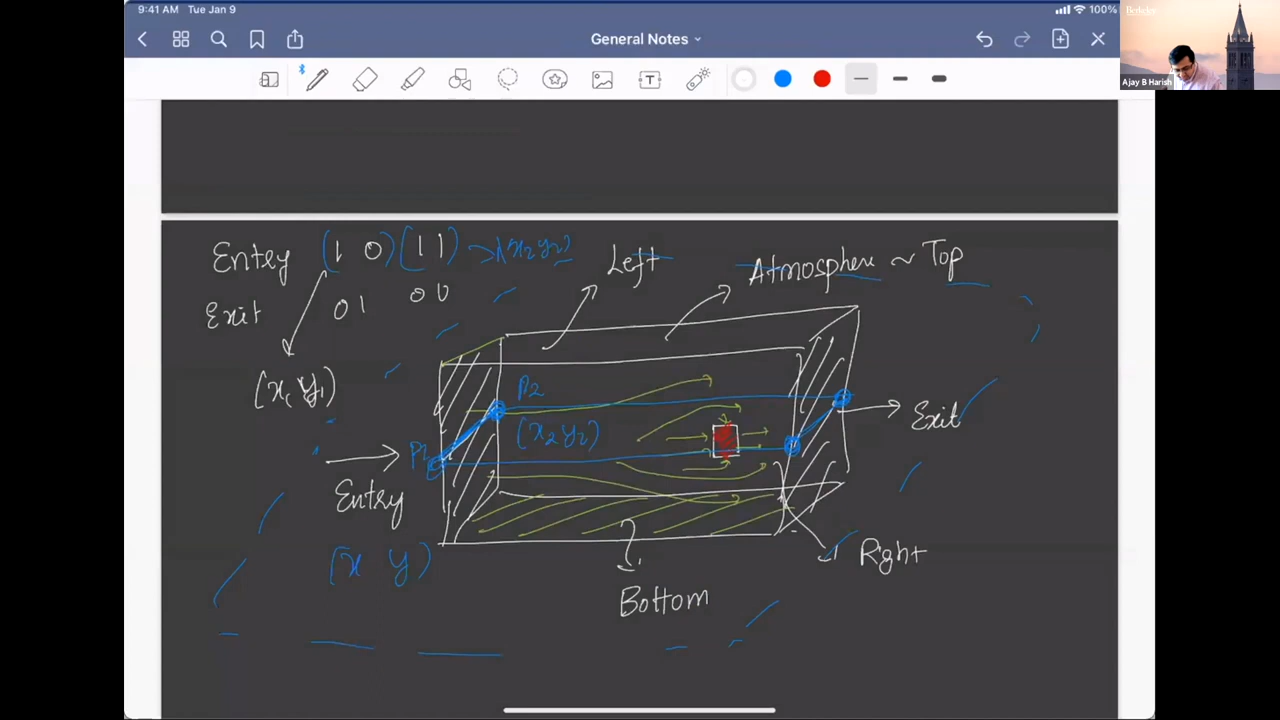 9:41 AM Tue Jan 9
100%
General Notes
Berkeley
Ajay B Harish
Entry (1 0) (1 1) → (x2 y2)
Exit 0 1 0 0
(x1 y1)
Left
Atmosphere ~ Top
P2
(x2 y2)
P1
Exit
Entry
(x y)
Right
Bottom